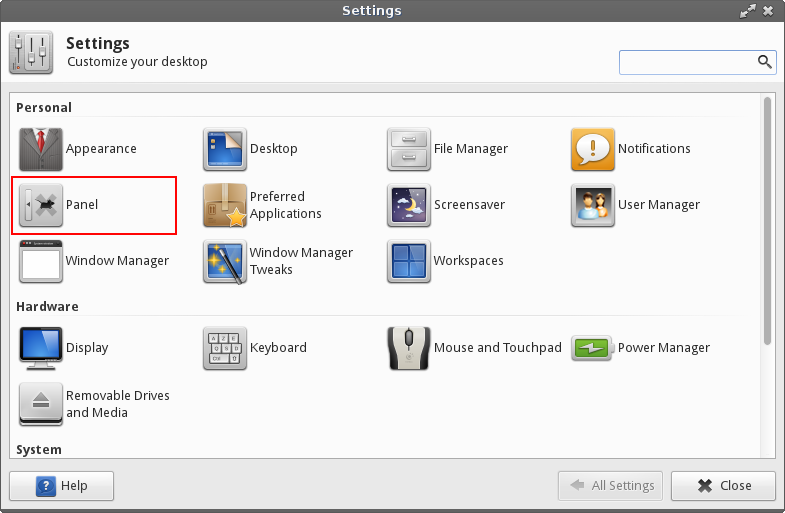 Settings
Settings
Customize your desktop
Personal
Appearance
Desktop
File Manager
Notifications
Panel
Preferred
Applications
Screensaver
User Manager
Window Manager
Window Manager
Tweaks
Workspaces
Hardware
Display
Keyboard
Mouse and Touchpad
Power Manager
Removable Drives
and Media
System
Help
All Settings
Close